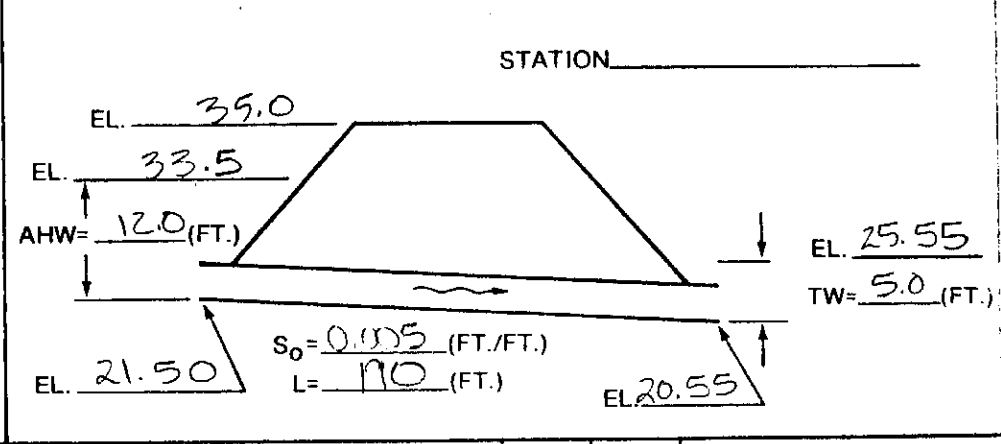 STATION
EL. 35.0
EL. 33.5
AHW= 12.0 (FT.)
EL. 25.55
TW= 5.0 (FT.)
S₀= 0.005 (FT./FT.)
L= 190 (FT.)
EL. 21.50
EL. 20.55